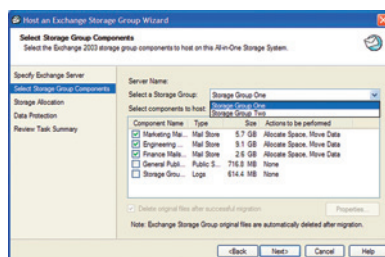 Host an Exchange Storage Group Wizard
Select Storage Group Components
Select the Exchange 2003 storage group components to host on this All-in-One Storage System.
Specify Exchange Server
Select Storage Group Components
Storage Allocation
Data Protection
Review Task Summary
Server Name:
Select a Storage Group: Storage Group One
Storage Group One
Storage Group Two
Select components to host:
Component Name Type Size Actions to be performed
Marketing Mai... Mail Store 5.7 GB Allocate Space, Move Data
Engineering ... Mail Store 9.1 GB Allocate Space, Move Data
Finance Mails... Mail Store 2.6 GB Allocate Space, Move Data
General Publi... Public S... 716.8 MB None
Storage Grou... Logs 614.4 MB None
Delete original files after successful migration
Properties...
Note: Exchange Storage Group original files are automatically deleted after migration.
<Back Next> Cancel Help